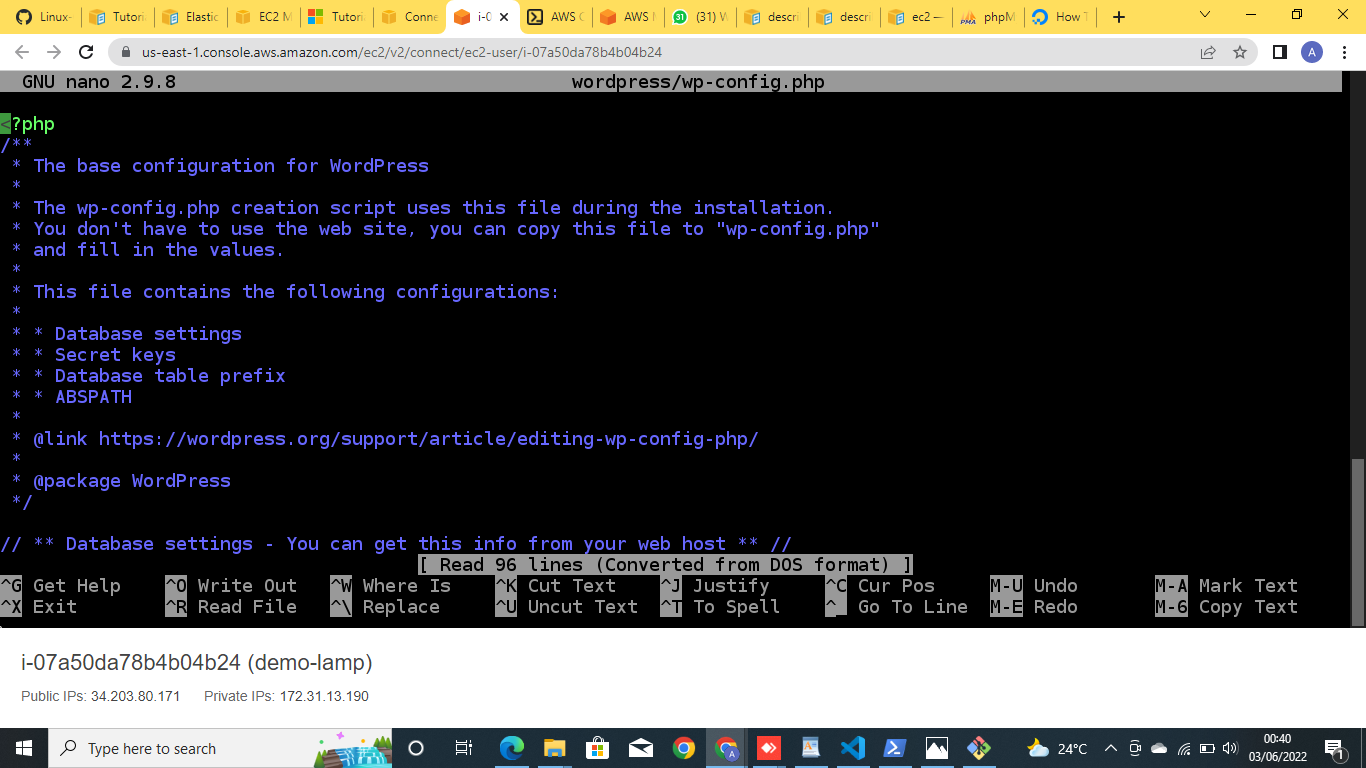 Linux-
Tutori
Elastic
EC2 M
Tutoria
Conne
i-0
AWS C
AWS M
(31) W
descri
descri
ec2 —
phpM
How T
us-east-1.console.aws.amazon.com/ec2/v2/connect/ec2-user/i-07a50da78b4b04b24
A
GNU nano 2.9.8 wordpress/wp-config.php
<?php
/**
* The base configuration for WordPress
*
* The wp-config.php creation script uses this file during the installation.
* You don't have to use the web site, you can copy this file to "wp-config.php"
* and fill in the values.
*
* This file contains the following configurations:
*
* * Database settings
* * Secret keys
* * Database table prefix
* * ABSPATH
*
* @link https://wordpress.org/support/article/editing-wp-config-php/
*
* @package WordPress
*/
// ** Database settings - You can get this info from your web host ** //
[ Read 96 lines (Converted from DOS format) ]
^G Get Help ^O Write Out ^W Where Is ^K Cut Text ^J Justify ^C Cur Pos M-U Undo M-A Mark Text
^X Exit ^R Read File ^\ Replace ^U Uncut Text ^T To Spell ^_ Go To Line M-E Redo M-6 Copy Text
i-07a50da78b4b04b24 (demo-lamp)
Public IPs: 34.203.80.171 Private IPs: 172.31.13.190
Type here to search
24°C
00:40
03/06/2022
1